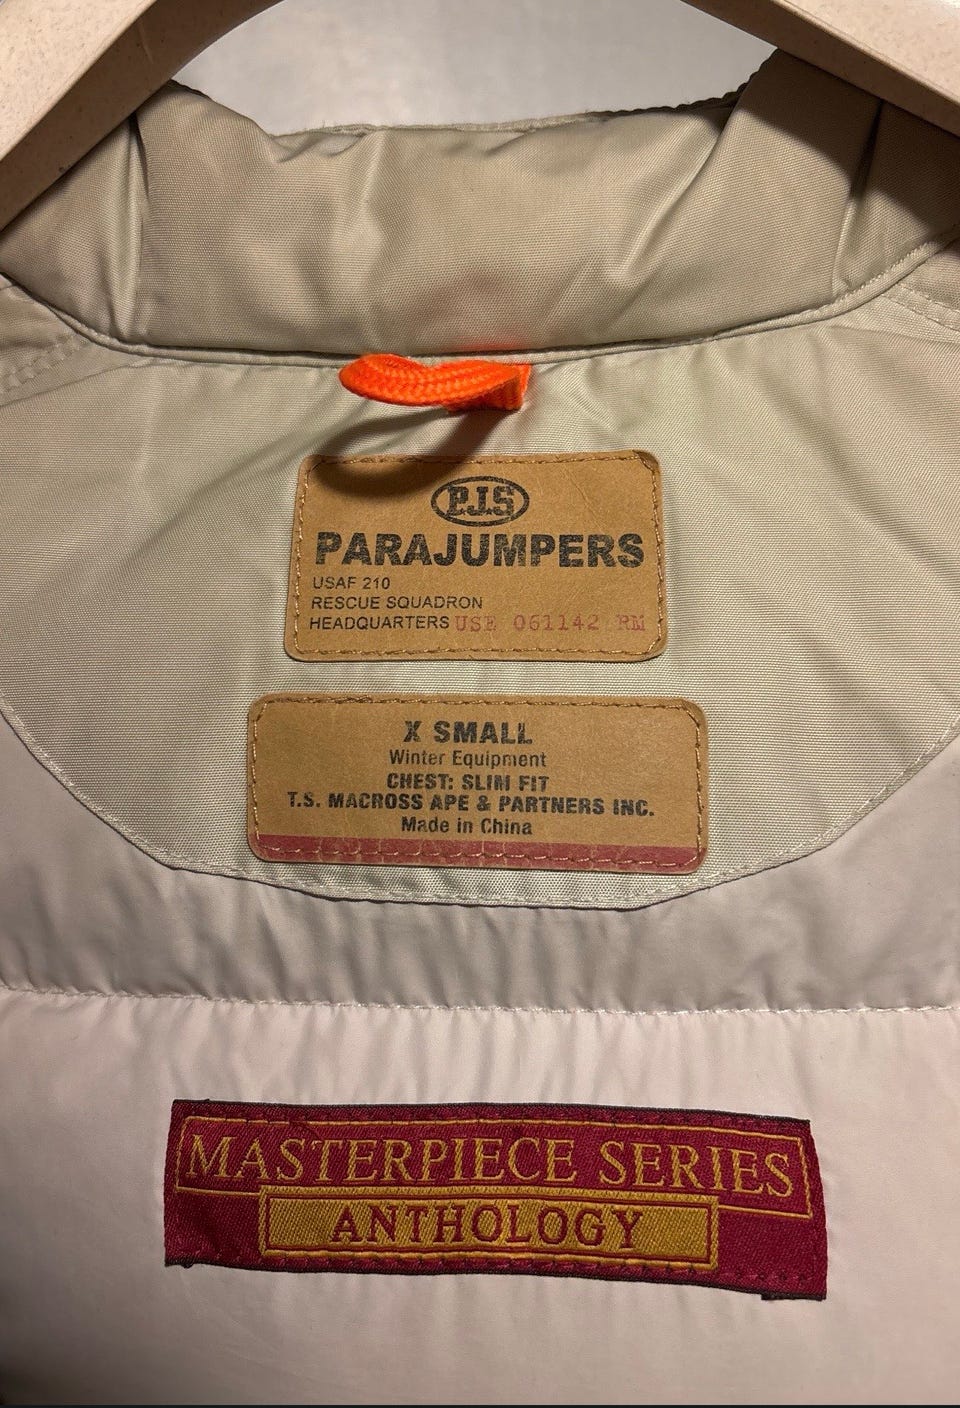 P.J.S
PARAJUMPERS
USAF 210
RESCUE SQUADRON
HEADQUARTERS USE 061142 RM
X SMALL
Winter Equipment
CHEST: SLIM FIT
T.S. MACROSS APE & PARTNERS INC.
Made in China
MASTERPIECE SERIES
ANTHOLOGY